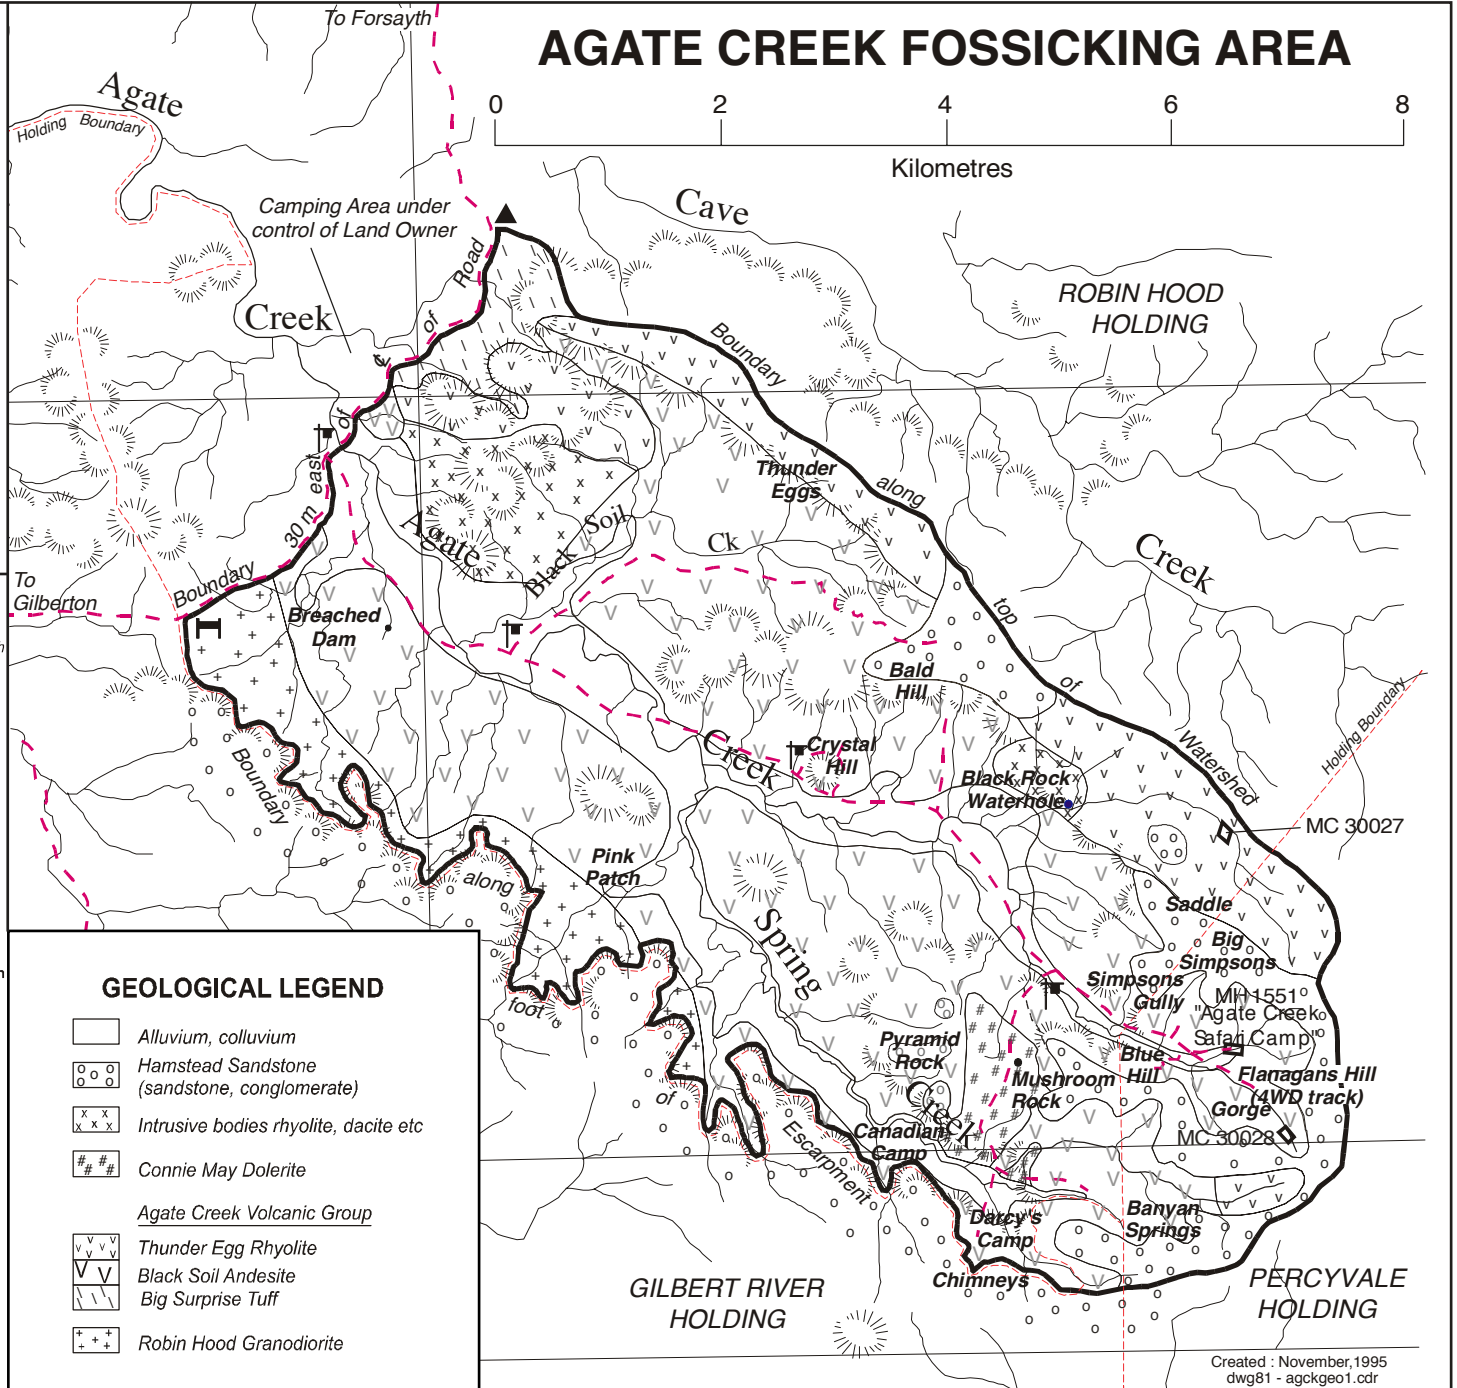 To Forsayth
AGATE CREEK FOSSICKING AREA
0 2 4 6 8
Kilometres
Agate
Holding Boundary
Camping Area under
control of Land Owner
Cave
Road
of
ROBIN HOOD
HOLDING
Creek
Boundary
of
east
30 m
Thunder
Eggs
along
Agate
Black Soil
Ck
Creek
To
Gilberton
Boundary
Breached
Dam
top
of
Bald
Hill
Holding Boundary
Boundary
Creek
Crystal
Hill
Watershed
Black Rock
Waterhole
MC 30027
Pink
Patch
along
Saddle
Spring
Big
Simpsons
Simpsons
Gully
MH 1551
"Agate Creek
Safari Camp"
foot
Pyramid
Rock
Blue
Hill
Mushroom
Rock
Flanagans Hill
(4WD track)
Gorge
of
Creek
MC 30028
Escarpment
Canadian
Camp
Darcy's
Camp
Banyan
Springs
Chimneys
GILBERT RIVER
HOLDING
PERCYVALE
HOLDING
GEOLOGICAL LEGEND
Alluvium, colluvium
Hamstead Sandstone
(sandstone, conglomerate)
Intrusive bodies rhyolite, dacite etc
Connie May Dolerite
Agate Creek Volcanic Group
Thunder Egg Rhyolite
Black Soil Andesite
Big Surprise Tuff
Robin Hood Granodiorite
Created : November,1995
dwg81 - agckgeo1.cdr